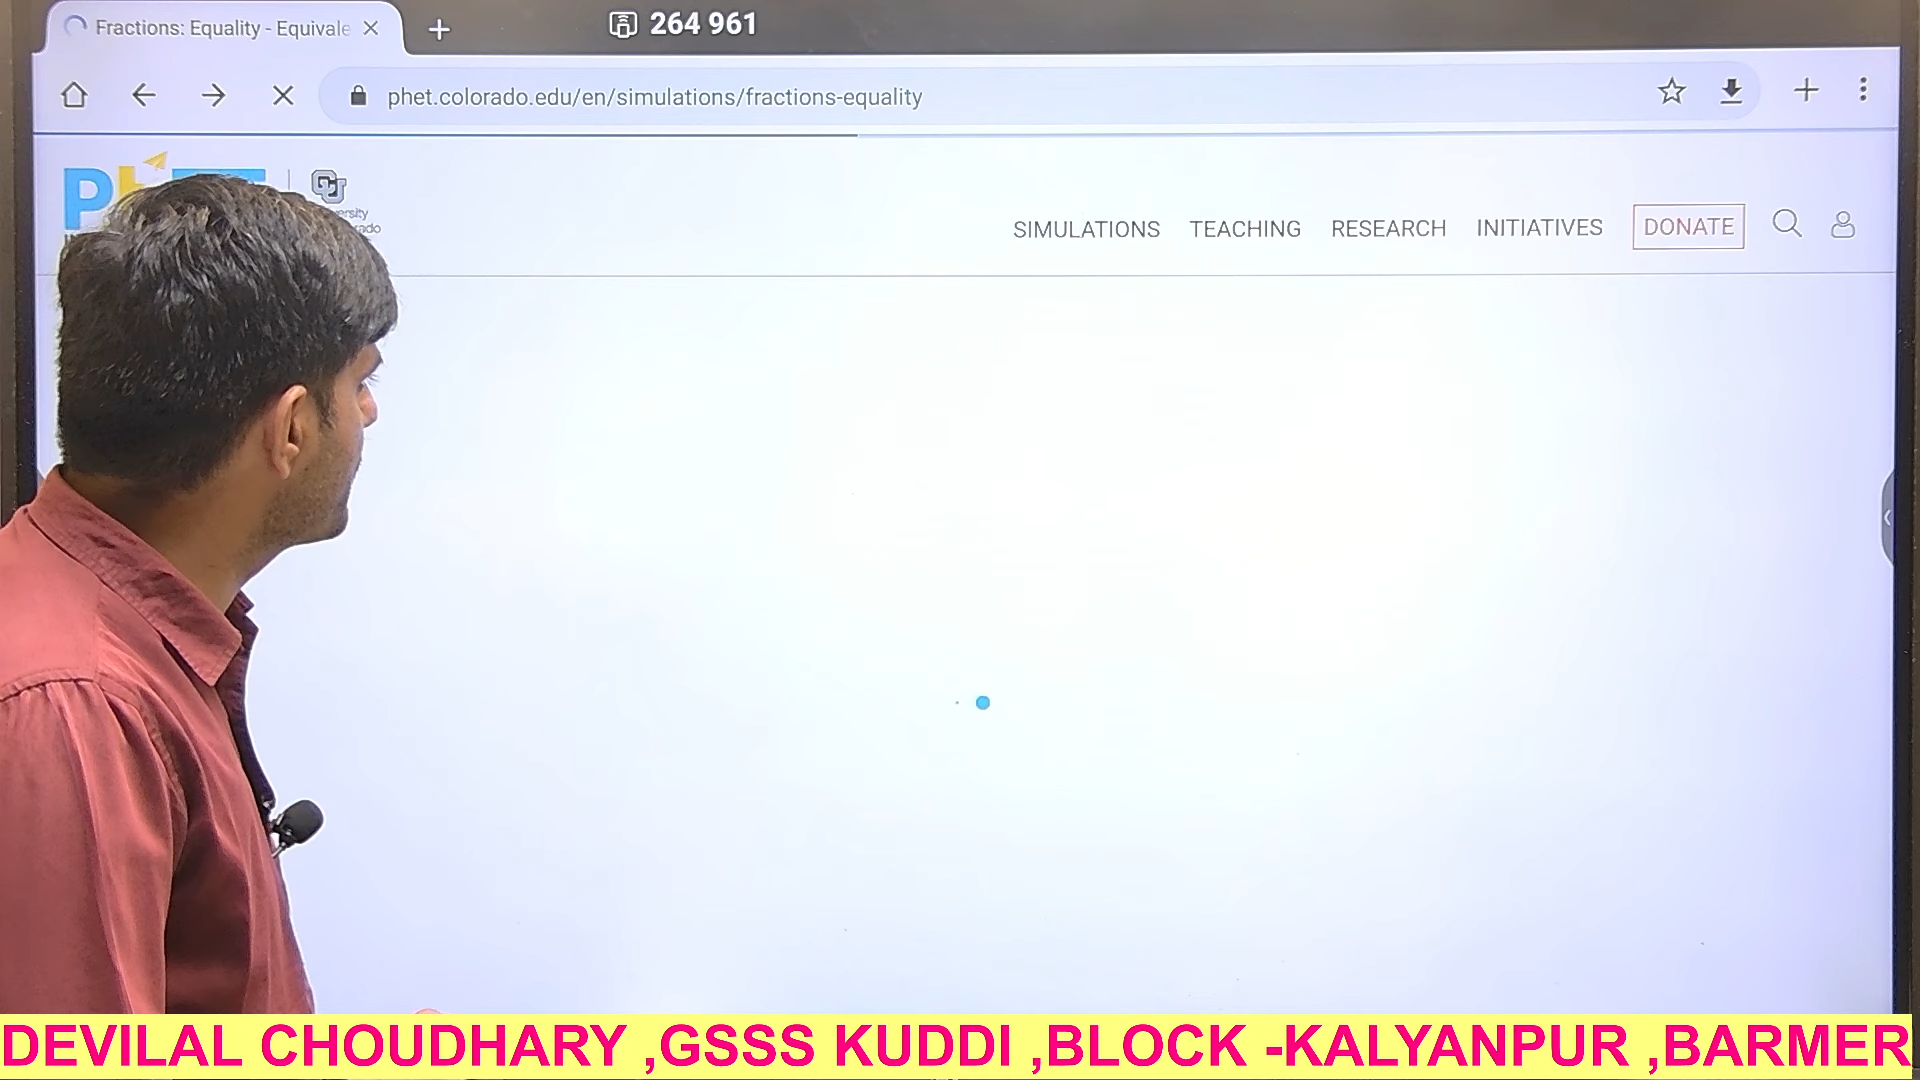 Fractions: Equality - Equivale
264 961
phet.colorado.edu/en/simulations/fractions-equality
SIMULATIONS TEACHING RESEARCH INITIATIVES DONATE
DEVILAL CHOUDHARY ,GSSS KUDDI ,BLOCK -KALYANPUR ,BARMER